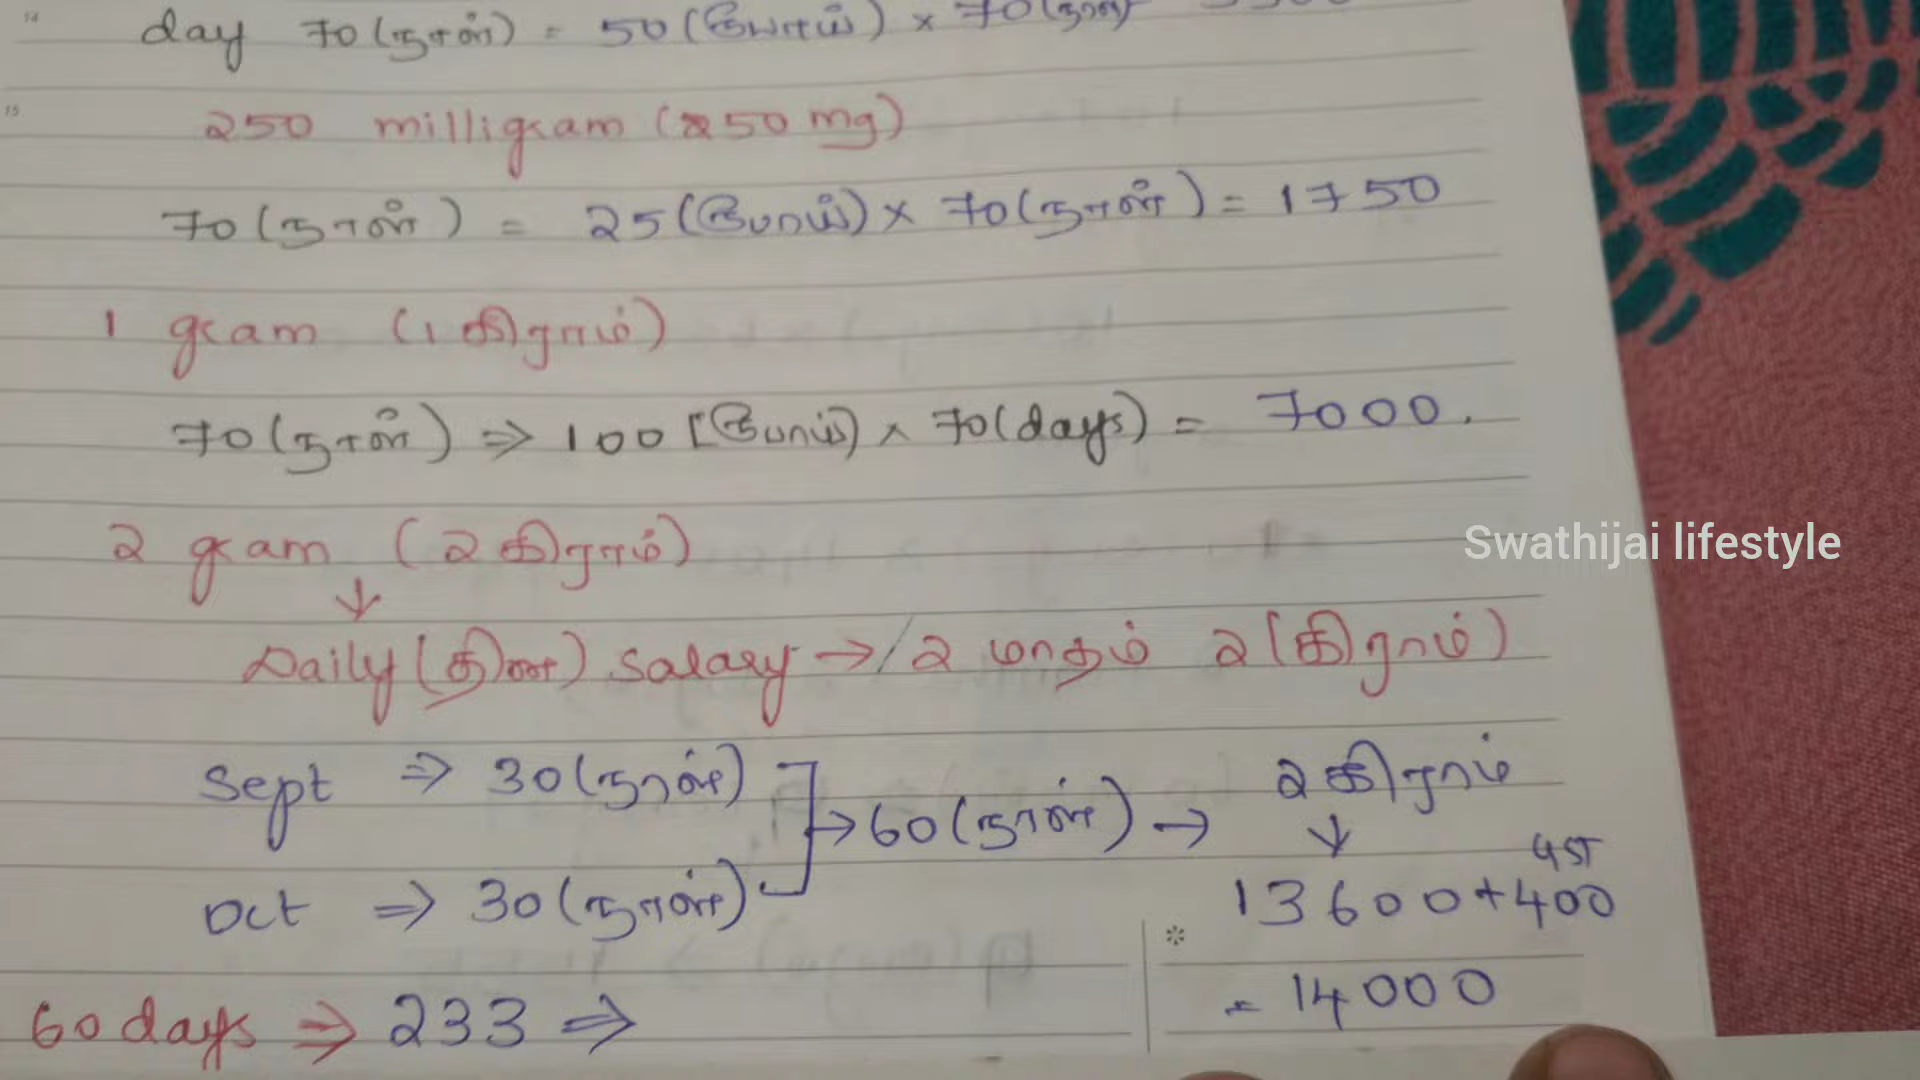 14
day 70 (நாள்) = 50 (ரூபாய்) × 70 (நாள்)
15
250 milligram (250 mg)
70 (நாள்) = 25 (ரூபாய்) × 70 (நாள்) = 1750
1 gram (1 கிராம்)
70 (நாள்) ⇒ 100 [ரூபாய்) × 70 (days) = 7000.
2 gram (2 கிராம்)
↓
Swathijai lifestyle
Daily (தின) salary → / 2 மாதம் 2 (கிராம்)
Sept ⇒ 30 (நாள்)
Oct ⇒ 30 (நாள்)
→ 60 (நாள்) → 2 கிராம்
↓
GST
13600 + 400
* = 14000
60 days ⇒ 233 ⇒